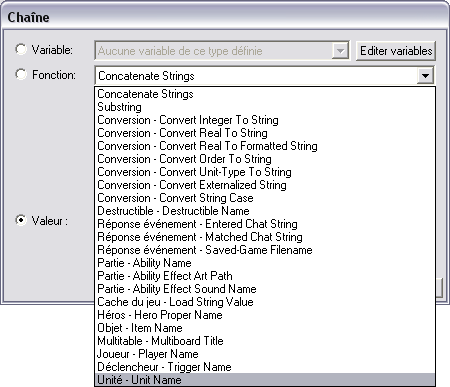 Chaîne
Variable: Aucune variable de ce type définie Editer variables
Fonction: Concatenate Strings
Concatenate Strings
Substring
Conversion - Convert Integer To String
Conversion - Convert Real To String
Conversion - Convert Real To Formatted String
Conversion - Convert Order To String
Conversion - Convert Unit-Type To String
Conversion - Convert Externalized String
Conversion - Convert String Case
Destructible - Destructible Name
Valeur :
Réponse événement - Entered Chat String
Réponse événement - Matched Chat String
Réponse événement - Saved-Game Filename
Partie - Ability Name
Partie - Ability Effect Art Path
Partie - Ability Effect Sound Name
Cache du jeu - Load String Value
Héros - Hero Proper Name
Objet - Item Name
Multitable - Multiboard Title
Joueur - Player Name
Déclencheur - Trigger Name
Unité - Unit Name